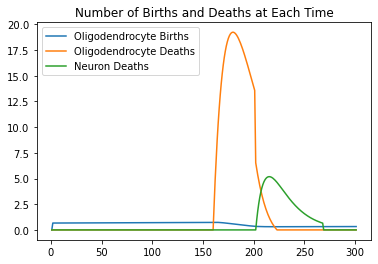 Number of Births and Deaths at Each Time
Oligodendrocyte Births
Oligodendrocyte Deaths
Neuron Deaths
20.0
17.5
15.0
12.5
10.0
7.5
5.0
2.5
0.0
0 50 100 150 200 250 300